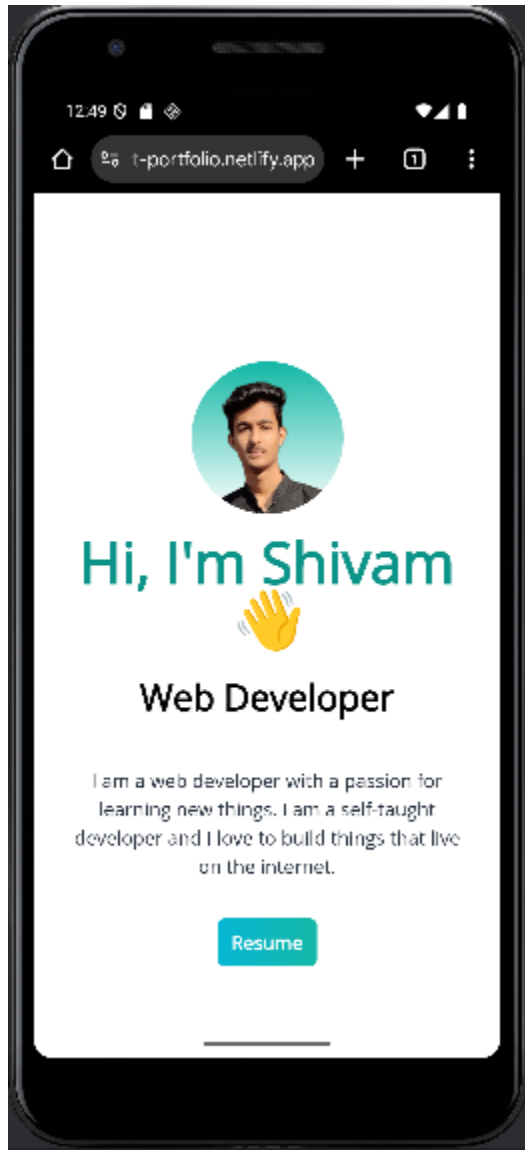 12:49
t-portfolio.netlify.app
1
Hi, I'm Shivam
👋
Web Developer
I am a web developer with a passion for
learning new things. I am a self-taught
developer and I love to build things that live
on the internet.
Resume